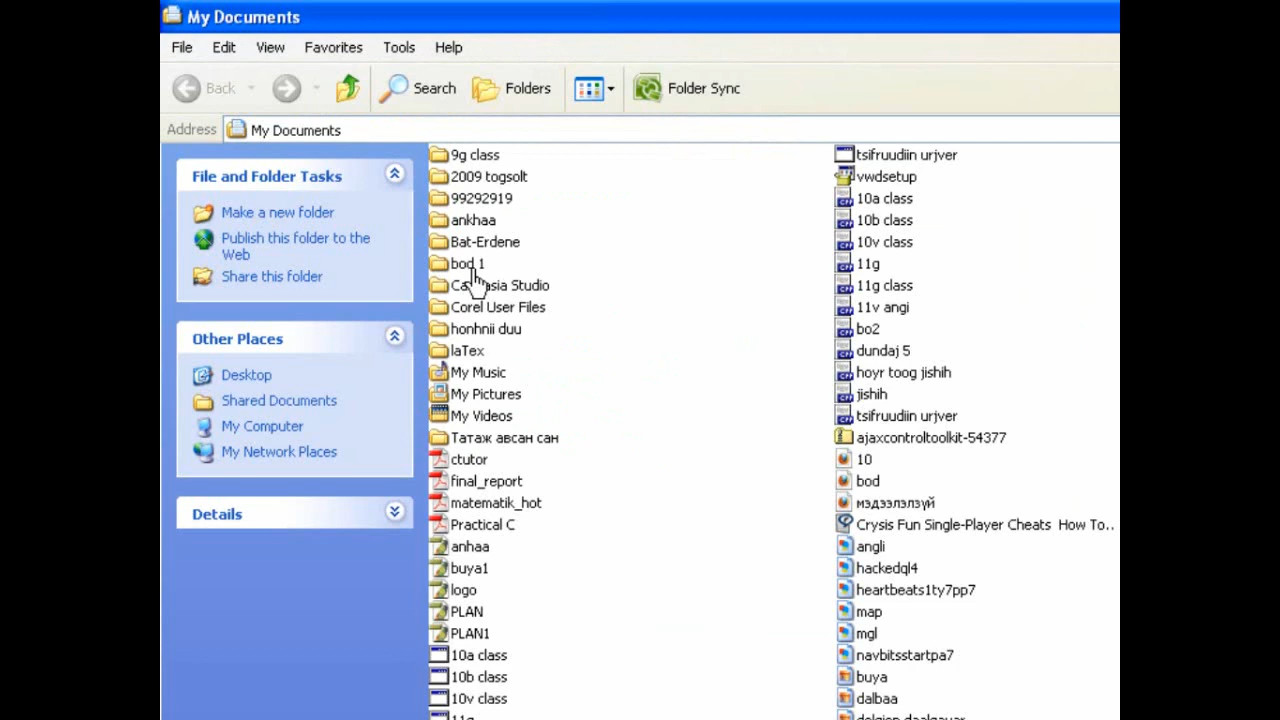 My Documents
File Edit View Favorites Tools Help
Back Search Folders Folder Sync
Address My Documents
File and Folder Tasks
Make a new folder
Publish this folder to the
Web
Share this folder
Other Places
Desktop
Shared Documents
My Computer
My Network Places
Details
9g class
2009 togsolt
99292919
ankhaa
Bat-Erdene
bod 1
Camtasia Studio
Corel User Files
honhnii duu
laTex
My Music
My Pictures
My Videos
Татаж авсан сан
ctutor
final_report
matematik_hot
Practical C
anhaa
buya1
logo
PLAN
PLAN1
10a class
10b class
10v class
11g
tsifruudiin urjver
vwdsetup
10a class
10b class
10v class
11g
11g class
11v angi
bo2
dundaj 5
hoyr toog jishih
jishih
tsifruudiin urjver
ajaxcontroltoolkit-54377
10
bod
мэдээлэлзүй
Crysis Fun Single-Player Cheats How To...
angli
hackedql4
heartbeats1ty7pp7
map
mgl
navbitsstartpa7
buya
dalbaa